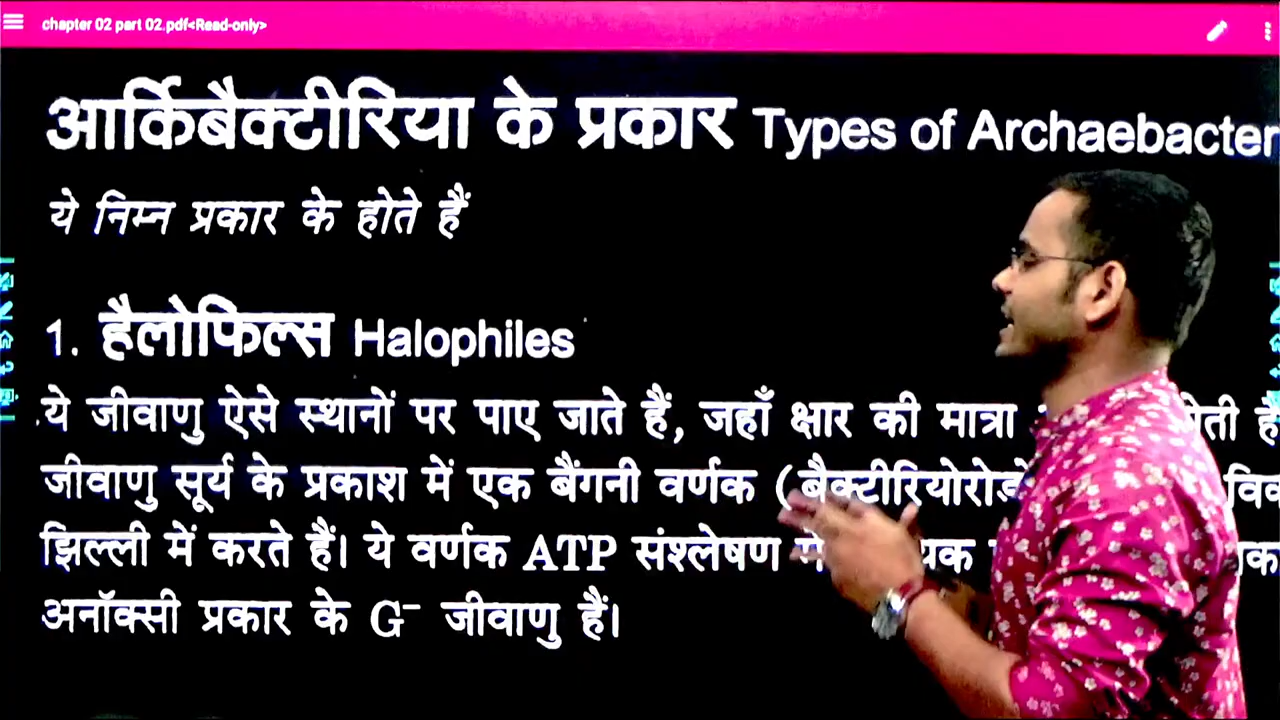 chapter 02 part 02.pdf<Read-only>
आर्किबैक्टीरिया के प्रकार Types of Archaebacter
ये निम्न प्रकार के होते हैं
1. हैलोफिल्स Halophiles
ये जीवाणु ऐसे स्थानों पर पाए जाते हैं, जहाँ क्षार की मात्रा
जीवाणु सूर्य के प्रकाश में एक बैंगनी वर्णक
झिल्ली में करते हैं। ये वर्णक ATP संश्लेषण
अनॉक्सी प्रकार के G⁻ जीवाणु हैं।